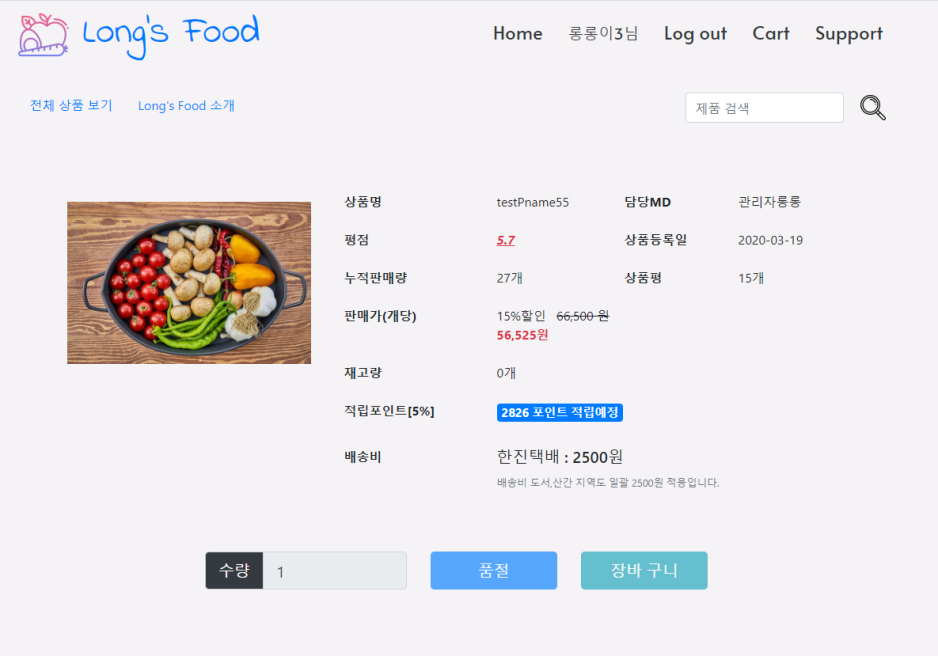 Long's Food
Home 롱롱이3님 Log out Cart Support
전체 상품 보기 Long's Food 소개 제품 검색
상품명 testPname55 담당MD 관리자롱롱
평점 5.7 상품등록일 2020-03-19
누적판매량 27개 상품평 15개
판매가(개당) 15%할인 66,500 원
56,525원
재고량 0개
적립포인트[5%] 2826 포인트 적립예정
배송비 한진택배 : 2500원
배송비 도서,산간 지역도 일괄 2500원 적용입니다.
수량 1 품절 장바 구니